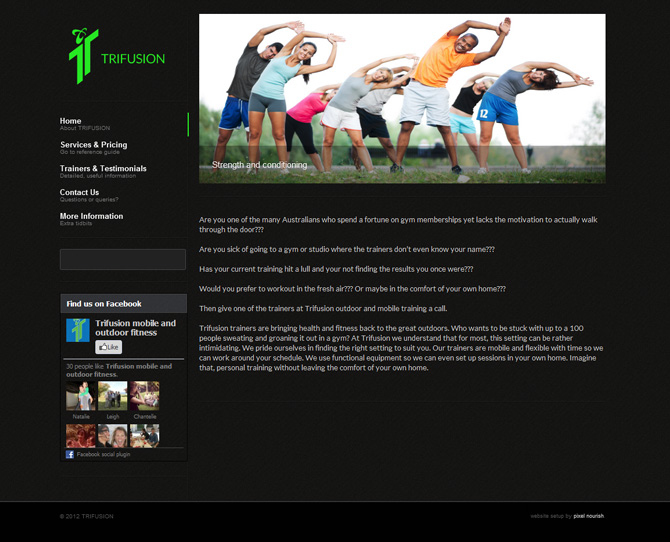 TRIFUSION
Home
About TRIFUSION
Services & Pricing
Go to reference guide
Trainers & Testimonials
Detailed, useful information
Contact Us
Questions or queries?
More Information
Extra tidbits
Find us on Facebook
Trifusion mobile and
outdoor fitness
Like
30 people like Trifusion mobile and
outdoor fitness.
Natalie Leigh Chantelle
Facebook social plugin
12
Strength and conditioning
Are you one of the many Australians who spend a fortune on gym memberships yet lacks the motivation to actually walk
through the door???
Are you sick of going to a gym or studio where the trainers don't even know your name???
Has your current training hit a lull and your not finding the results you once were???
Would you prefer to workout in the fresh air??? Or maybe in the comfort of your own home???
Then give one of the trainers at Trifusion outdoor and mobile training a call.
Trifusion trainers are bringing health and fitness back to the great outdoors. Who wants to be stuck with up to a 100
people sweating and groaning it out in a gym? At Trifusion we understand that for most, this setting can be rather
intimidating. We pride ourselves in finding the right setting to suit you. Our trainers are mobile and flexible with time so we
can work around your schedule. We use functional equipment so we can even set up sessions in your own home. Imagine
that, personal training without leaving the comfort of your own home.
© 2012 TRIFUSION
website setup by pixel nourish